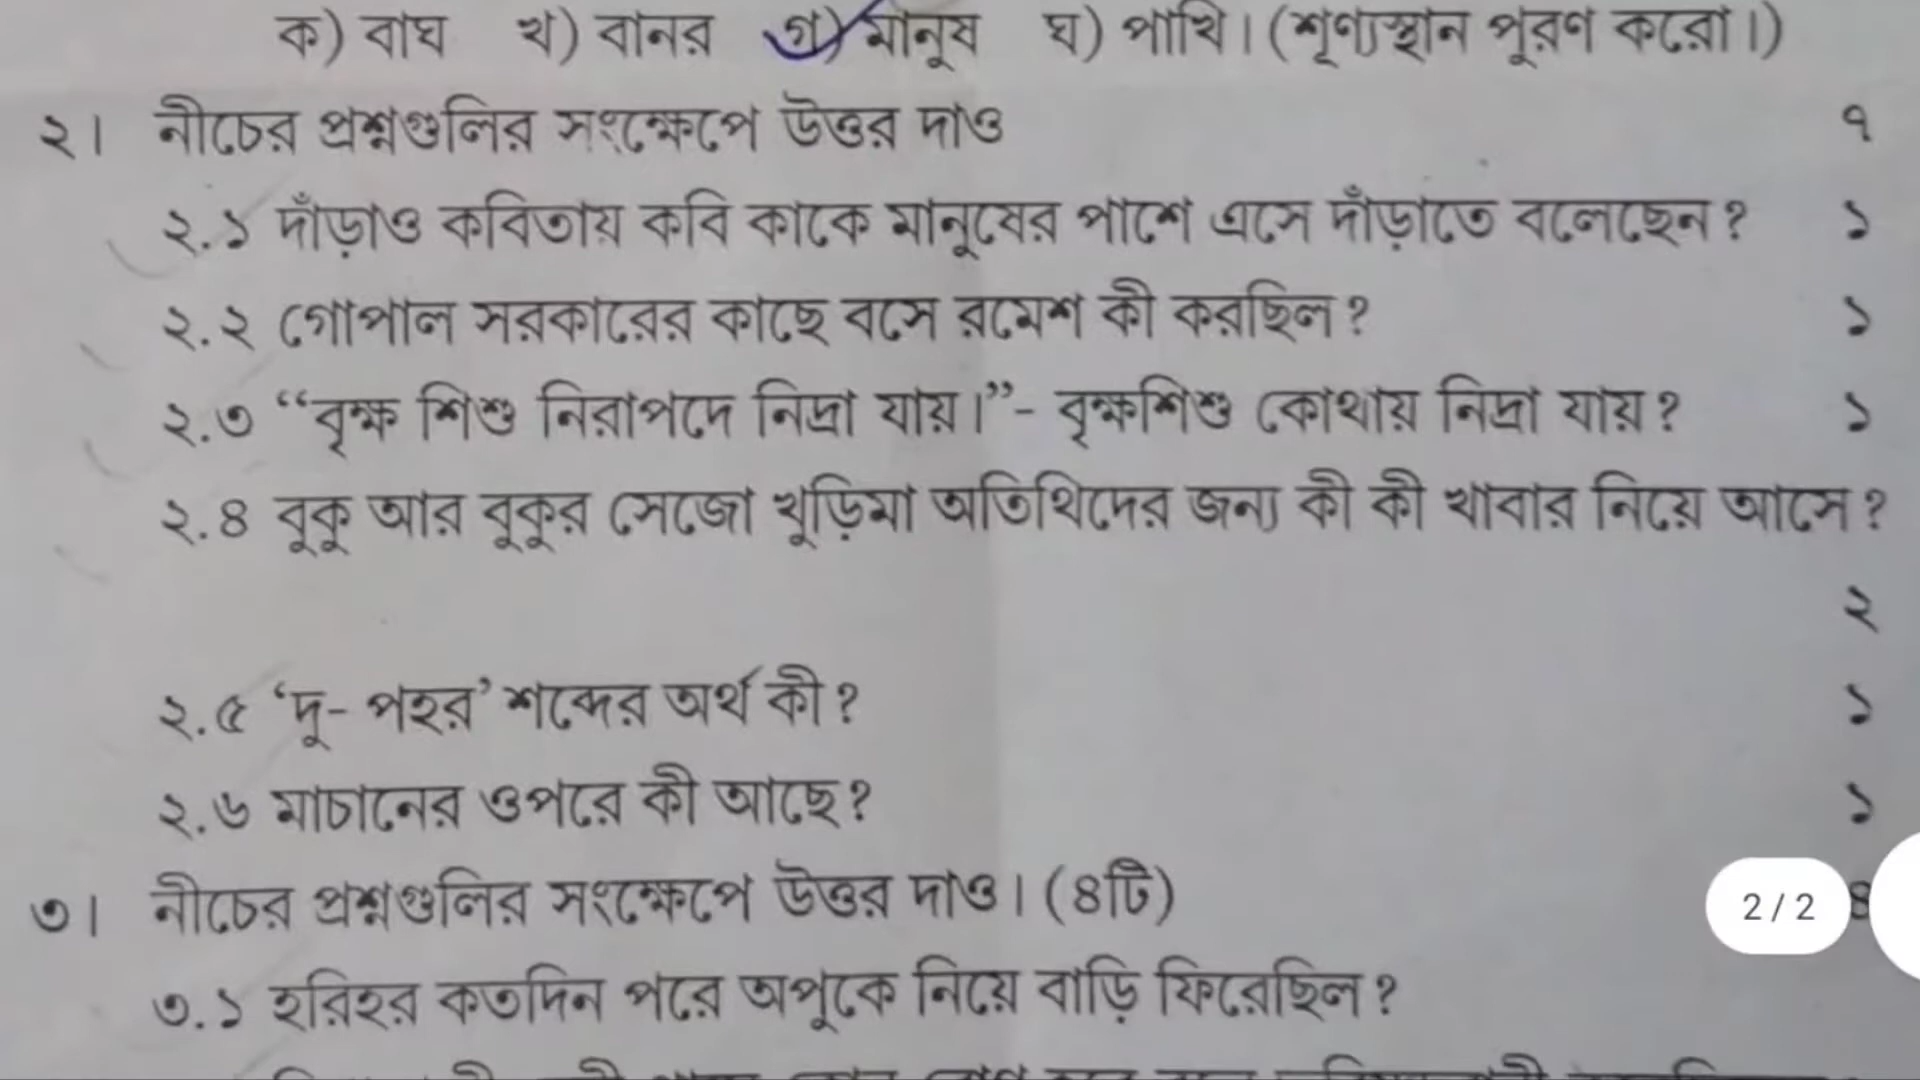 ক) বাঘ খ) বানর গ) মানুষ ঘ) পাখি। (শূণ্যস্থান পূরণ করো।)
২। নীচের প্রশ্নগুলির সংক্ষেপে উত্তর দাও ৭
২.১ দাঁড়াও কবিতায় কবি কাকে মানুষের পাশে এসে দাঁড়াতে বলেছেন? ১
২.২ গোপাল সরকারের কাছে বসে রমেশ কী করছিল? ১
২.৩ “বৃক্ষ শিশু নিরাপদে নিদ্রা যায়।”- বৃক্ষশিশু কোথায় নিদ্রা যায়? ১
২.৪ বুকু আর বুকুর সেজো খুড়িমা অতিথিদের জন্য কী কী খাবার নিয়ে আসে?
২
২.৫ ‘দু- পহর’ শব্দের অর্থ কী? ১
২.৬ মাচানের ওপরে কী আছে? ১
৩। নীচের প্রশ্নগুলির সংক্ষেপে উত্তর দাও। (৪টি) ৪
2 / 2
৩.১ হরিহর কতদিন পরে অপুকে নিয়ে বাড়ি ফিরেছিল?